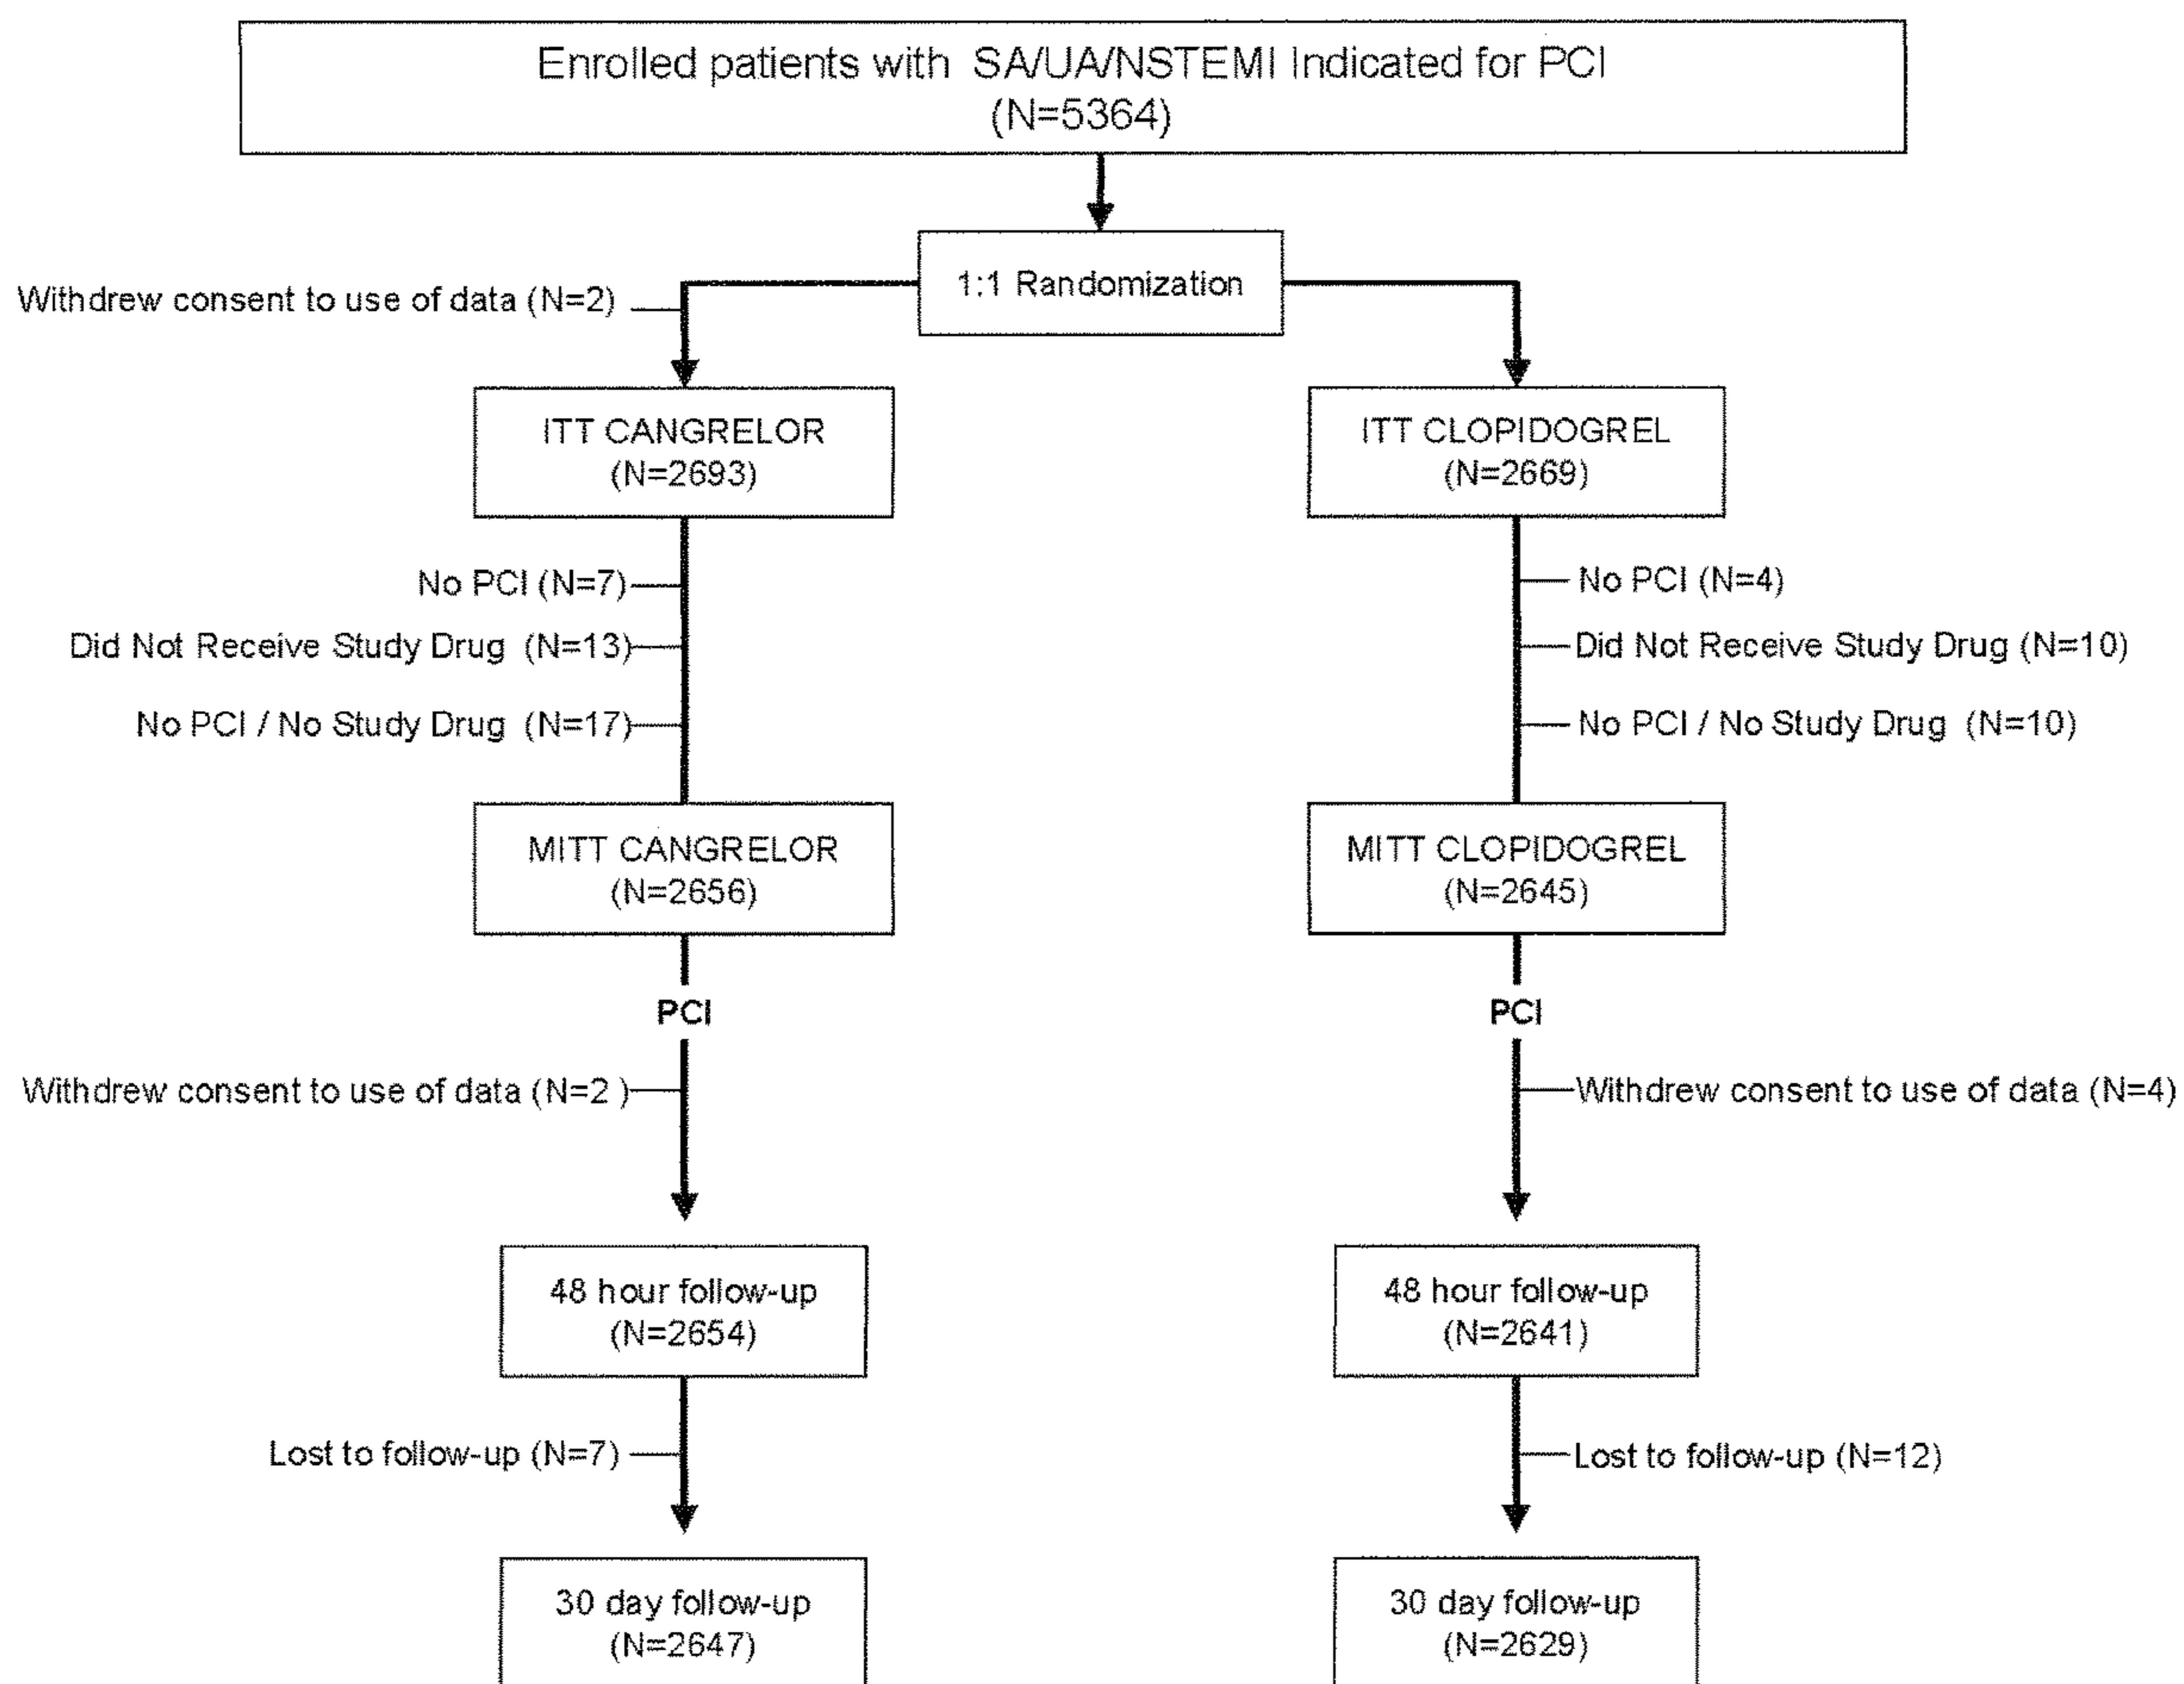 Enrolled patients with SA/UA/NSTEMI Indicated for PCI
(N=5364)
1:1 Randomization
Withdrew consent to use of data (N=2)
ITT CANGRELOR
(N=2693)
ITT CLOPIDOGREL
(N=2669)
No PCI (N=7)
No PCI (N=4)
Did Not Receive Study Drug (N=13)
Did Not Receive Study Drug (N=10)
No PCI / No Study Drug (N=17)
No PCI / No Study Drug (N=10)
MITT CANGRELOR
(N=2656)
MITT CLOPIDOGREL
(N=2645)
PCI
PCI
Withdrew consent to use of data (N=2 )
Withdrew consent to use of data (N=4)
48 hour follow-up
(N=2654)
48 hour follow-up
(N=2641)
Lost to follow-up (N=7)
Lost to follow-up (N=12)
30 day follow-up
(N=2647)
30 day follow-up
(N=2629)